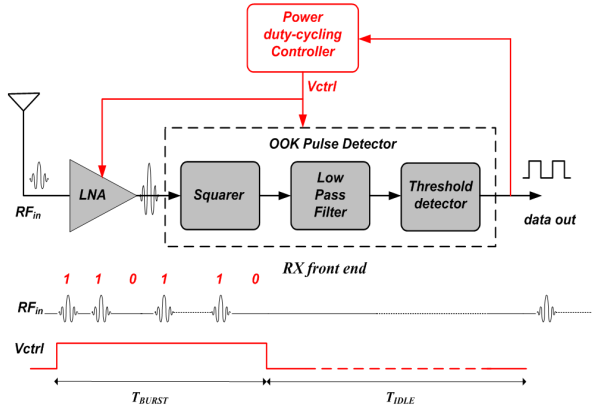 Power
duty-cycling
Controller
Vctrl
OOK Pulse Detector
LNA
Squarer
Low
Pass
Filter
Threshold
detector
RFin
data out
RX front end
1 1 0 1 1 0
RFin
Vctrl
TBURST
TIDLE